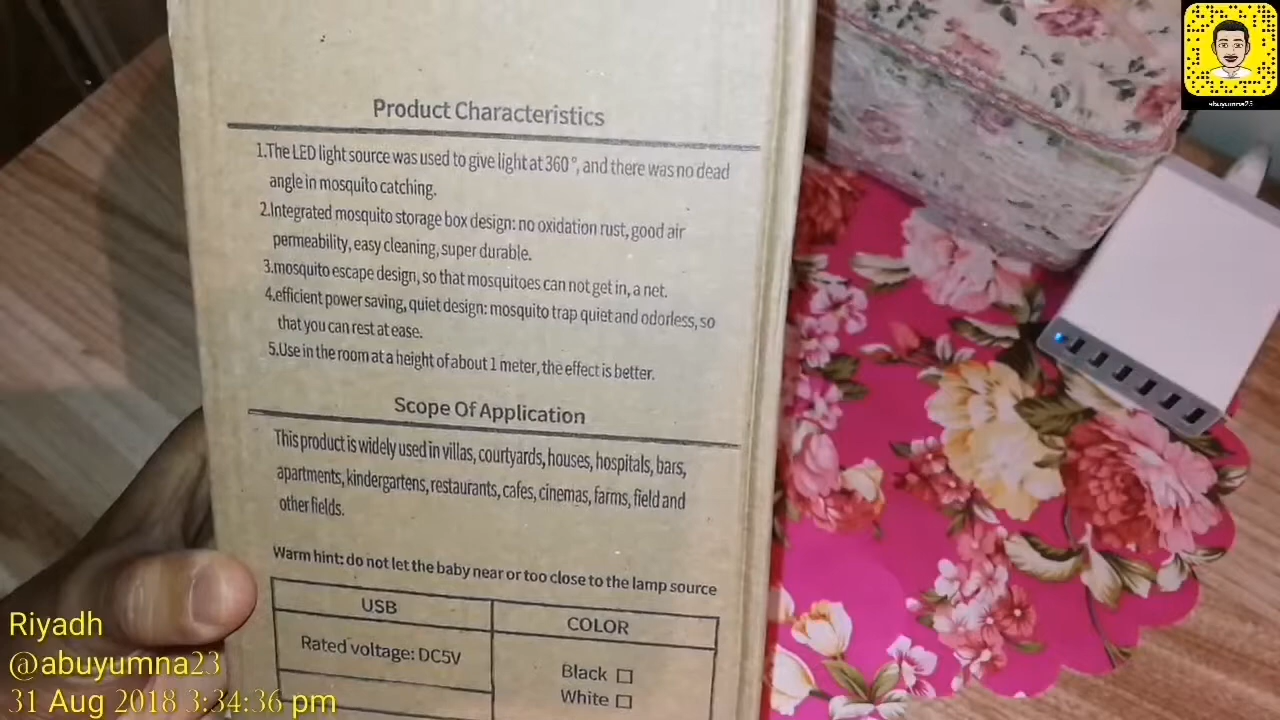 Product Characteristics
1.The LED light source was used to give light at 360°, and there was no dead
angle in mosquito catching.
2.Integrated mosquito storage box design: no oxidation rust, good air
permeability, easy cleaning, super durable.
3.mosquito escape design, so that mosquitoes can not get in, a net.
4.efficient power saving, quiet design: mosquito trap quiet and odorless, so
that you can rest at ease.
5.Use in the room at a height of about 1 meter, the effect is better.
Scope Of Application
This product is widely used in villas, courtyards, houses, hospitals, bars,
apartments, kindergartens, restaurants, cafes, cinemas, farms, field and
other fields.
Warm hint: do not let the baby near or too close to the lamp source
USB
COLOR
Rated voltage: DC5V
Black □
White □
abuyumna23
Riyadh
@abuyumna23
31 Aug 2018 3:34:36 pm